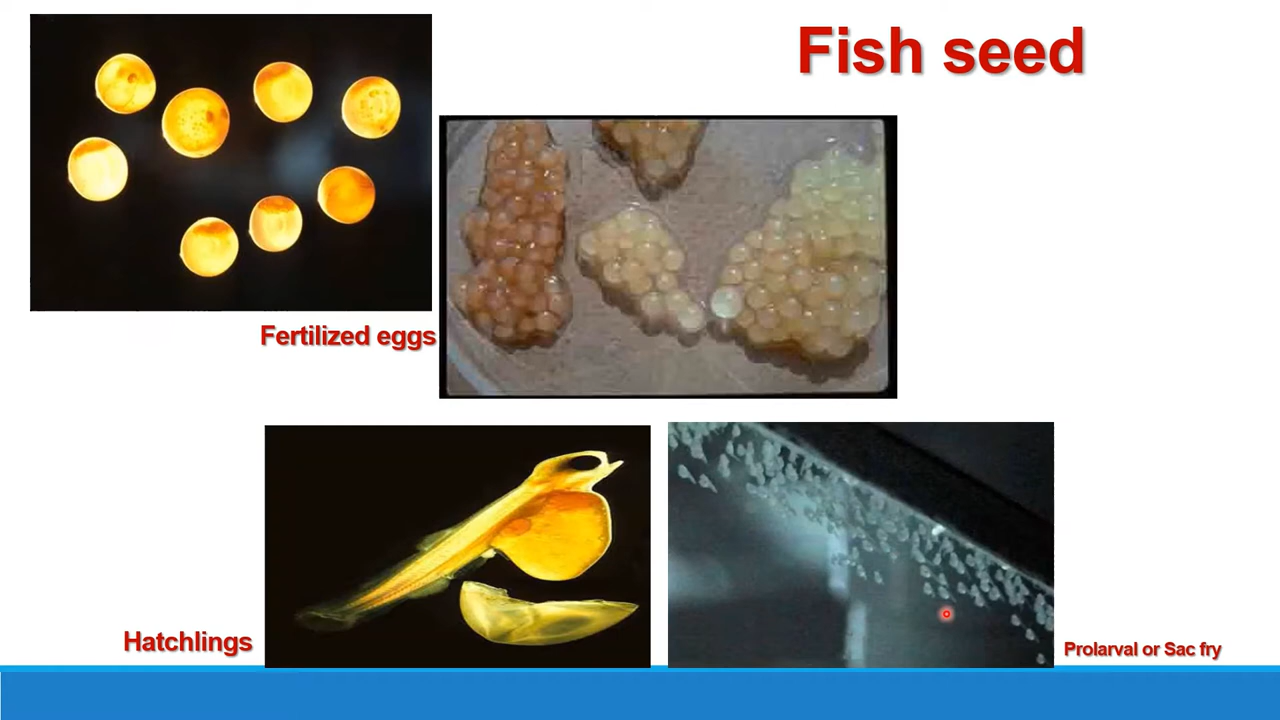 Fish seed
Fertilized eggs
Hatchlings
Prolarval or Sac fry